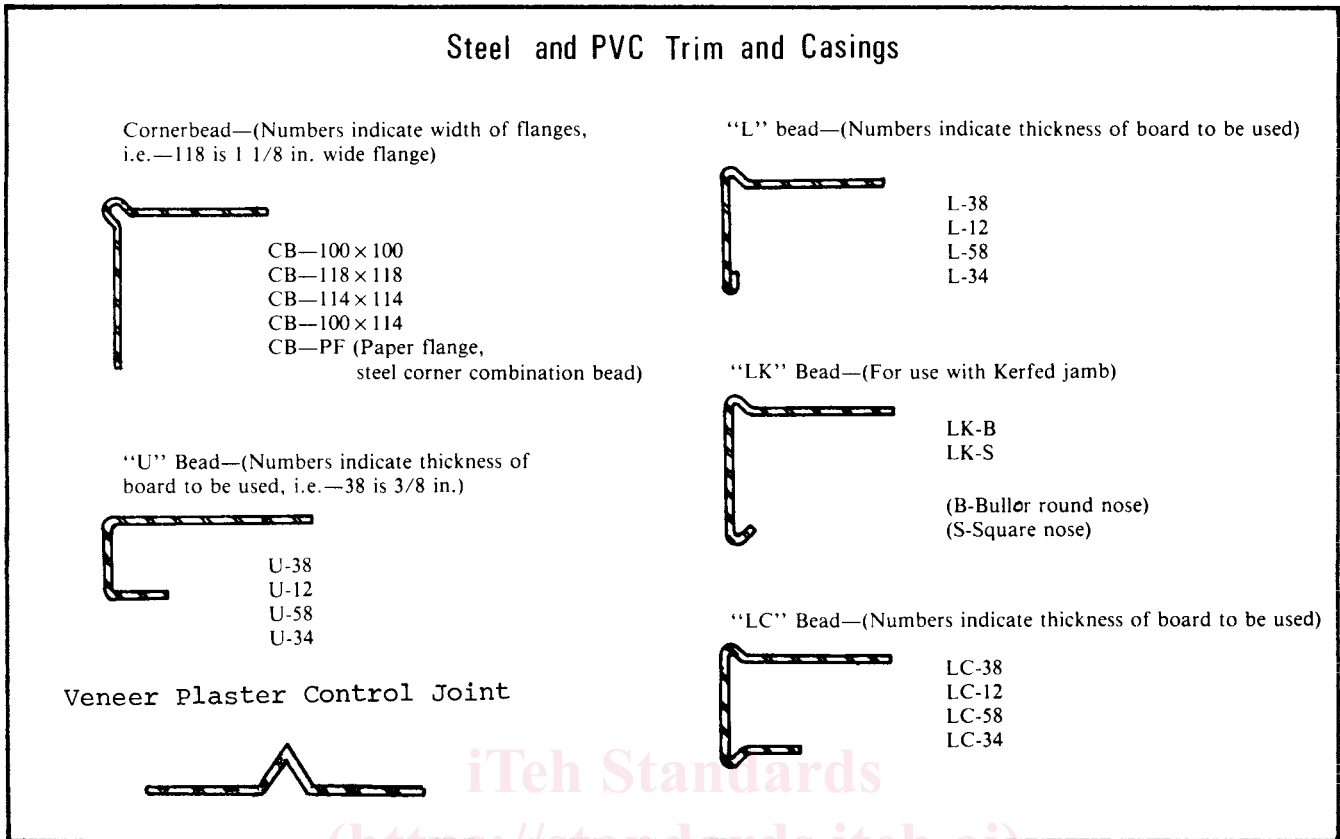 Steel and PVC Trim and Casings
Cornerbead—(Numbers indicate width of flanges,
i.e.—118 is 1 1/8 in. wide flange)
CB—100 × 100
CB—118 × 118
CB—114 × 114
CB—100 × 114
CB—PF (Paper flange,
steel corner combination bead)
“U” Bead—(Numbers indicate thickness of
board to be used, i.e.—38 is 3/8 in.)
U-38
U-12
U-58
U-34
Veneer Plaster Control Joint
“L” bead—(Numbers indicate thickness of board to be used)
L-38
L-12
L-58
L-34
“LK” Bead—(For use with Kerfed jamb)
LK-B
LK-S
(B-Bullor round nose)
(S-Square nose)
“LC” Bead—(Numbers indicate thickness of board to be used)
LC-38
LC-12
LC-58
LC-34
iTeh Standards
(https://standards.iteh.ai)